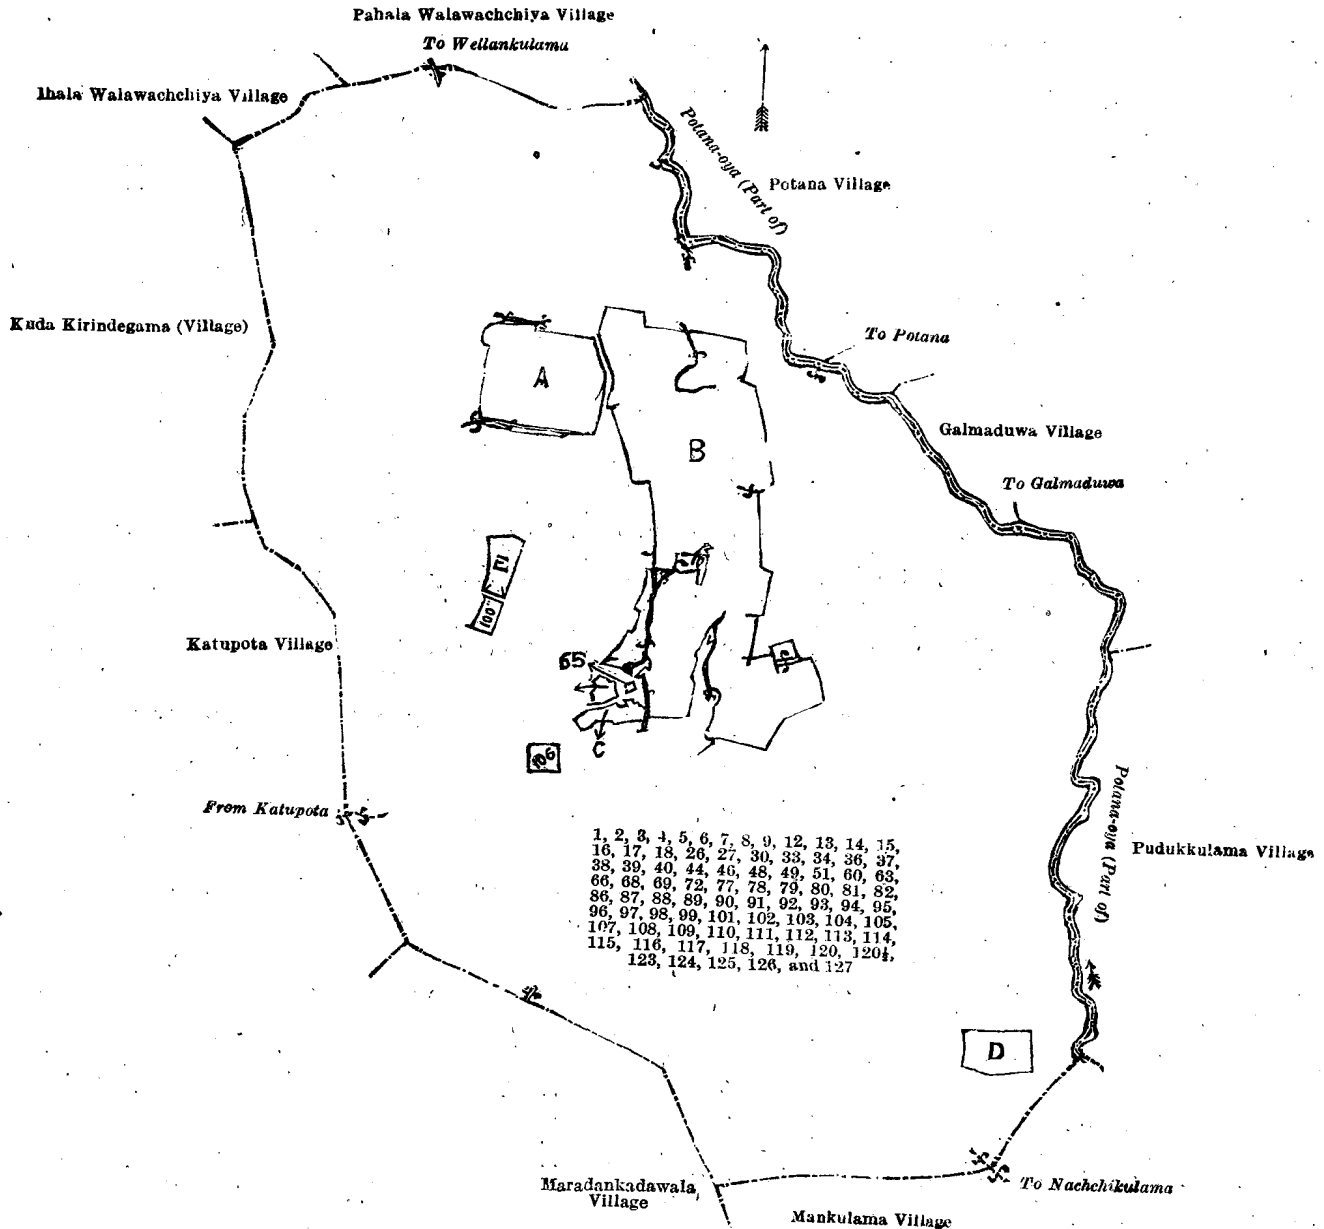 Pahala Walawachchiya Village
To Wellankulama
Ihala Walawachchiya Village
Potana-oya (Part of)
Potana Village
Kuda Kirindegama (Village)
To Potana
A
Galmaduwa Village
B
To Galmaduwa
100
Katupota Village
65
C
106
From Katupota
Potana-oya (Part of)
Pudukkulama Village
1, 2, 3, 4, 5, 6, 7, 8, 9, 12, 13, 14, 15,
16, 17, 18, 26, 27, 30, 33, 34, 36, 37,
38, 39, 40, 44, 46, 48, 49, 51, 60, 63,
66, 68, 69, 72, 77, 78, 79, 80, 81, 82,
86, 87, 88, 89, 90, 91, 92, 93, 94, 95,
96, 97, 98, 99, 101, 102, 103, 104, 105,
107, 108, 109, 110, 111, 112, 113, 114,
115, 116, 117, 118, 119, 120, 120½,
123, 124, 125, 126, and 127
D
Maradankadawala
Village
To Nachchikulama
Mankulama Village